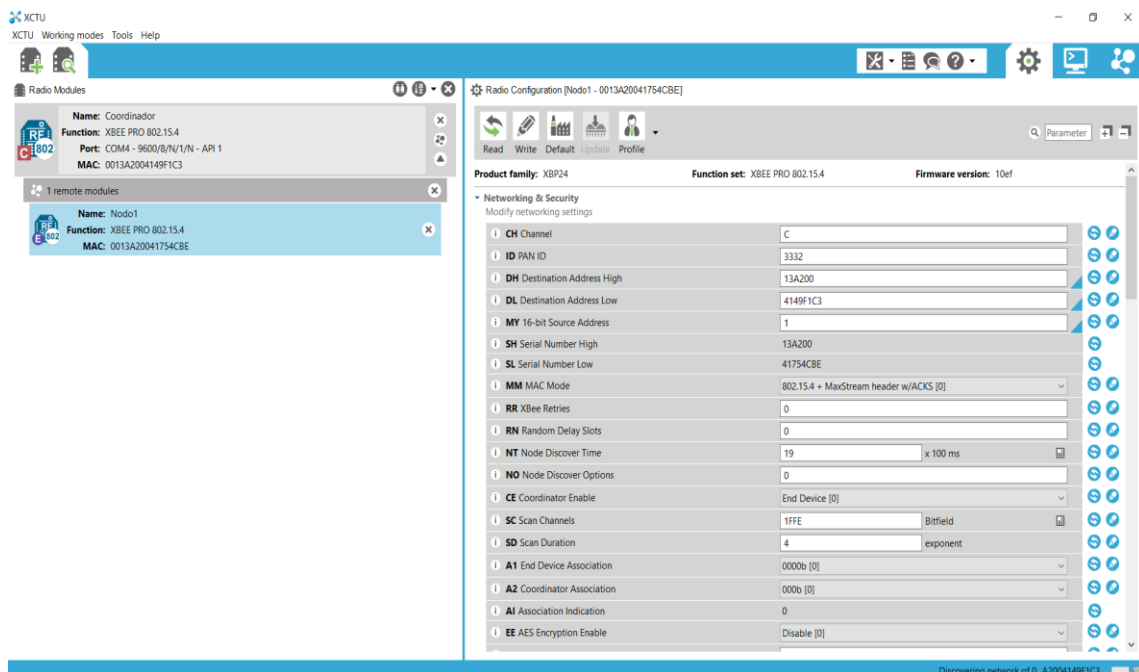 XCTU
XCTU Working modes Tools Help
Radio Modules
Radio Configuration [Nodo1 - 0013A20041754CBE]
Name: Coordinador
Function: XBEE PRO 802.15.4
Port: COM4 - 9600/8/N/1/N - API 1
MAC: 0013A2004149F1C3
1 remote modules
Name: Nodo1
Function: XBEE PRO 802.15.4
MAC: 0013A20041754CBE
Read Write Default Update Profile
Parameter
Product family: XBP24 Function set: XBEE PRO 802.15.4 Firmware version: 10ef
Networking & Security
Modify networking settings
CH Channel C
ID PAN ID 3332
DH Destination Address High 13A200
DL Destination Address Low 4149F1C3
MY 16-bit Source Address 1
SH Serial Number High 13A200
SL Serial Number Low 41754CBE
MM MAC Mode 802.15.4 + MaxStream header w/ACKS [0]
RR XBee Retries 0
RN Random Delay Slots 0
NT Node Discover Time 19 x 100 ms
NO Node Discover Options 0
CE Coordinator Enable End Device [0]
SC Scan Channels 1FFE Bitfield
SD Scan Duration 4 exponent
A1 End Device Association 0000b [0]
A2 Coordinator Association 000b [0]
AI Association Indication 0
EE AES Encryption Enable Disable [0]